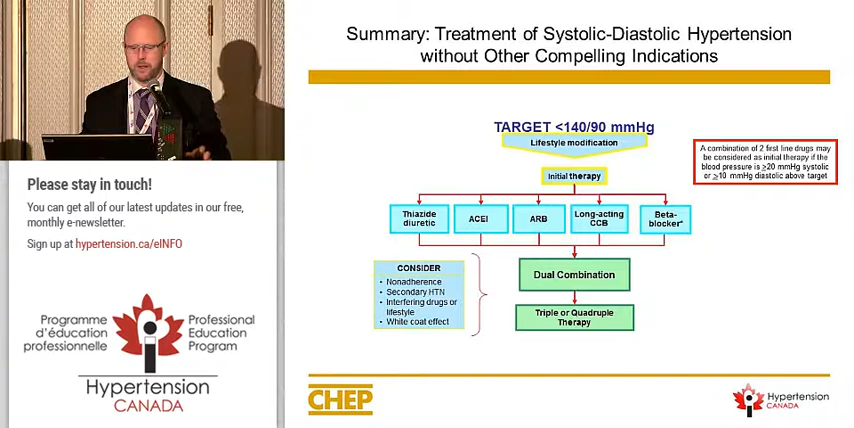 Summary: Treatment of Systolic-Diastolic Hypertension
without Other Compelling Indications
TARGET <140/90 mmHg
Lifestyle modification
A combination of 2 first line drugs may
be considered as initial therapy if the
blood pressure is ≥20 mmHg systolic
or ≥10 mmHg diastolic above target
Initial therapy
Thiazide
diuretic
ACEI
ARB
Long-acting
CCB
Beta-
blocker*
CONSIDER
• Nonadherence
• Secondary HTN
• Interfering drugs or
lifestyle
• White coat effect
Dual Combination
Triple or Quadruple
Therapy
CHEP
Hypertension
CANADA
Please stay in touch!
You can get all of our latest updates in our free,
monthly e-newsletter.
Sign up at hypertension.ca/eINFO
Programme
d'éducation
professionnelle
Professional
Education
Program
Hypertension
CANADA